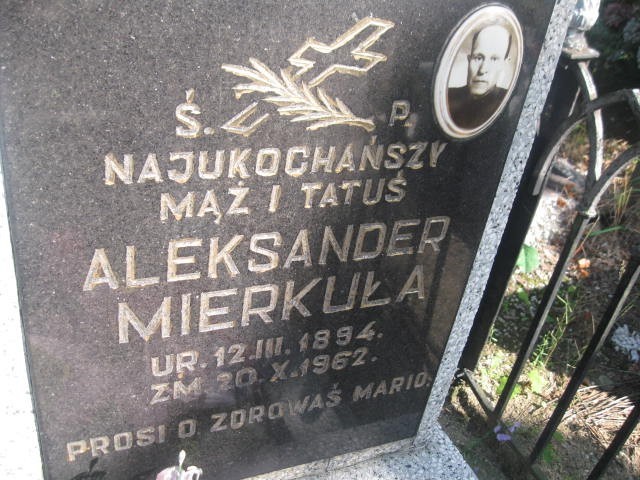 Ś. P.
NAJUKOCHAŃSZY
MĄŻ I TATUŚ
ALEKSANDER
MIERKUŁA
UR. 12.III. 1894.
ZM 20.X.1962.
PROSI O ZDROWAŚ MARIO.